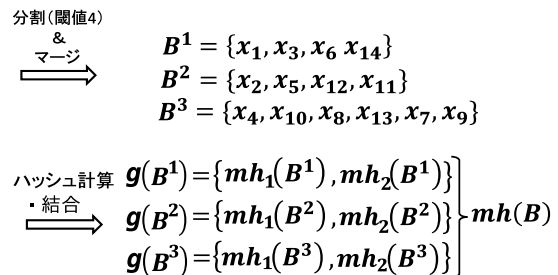 分割（閾値4）
&
マージ
B¹ = {x₁, x₃, x₆ x₁₄}
B² = {x₂, x₅, x₁₂, x₁₁}
B³ = {x₄, x₁₀, x₈, x₁₃, x₇, x₉}
ハッシュ計算
・結合
g(B¹)={mh₁(B¹) ,mh₂(B¹)}
g(B²)={mh₁(B²) ,mh₂(B²)}
g(B³)={mh₁(B³) ,mh₂(B³)}
mh(B)